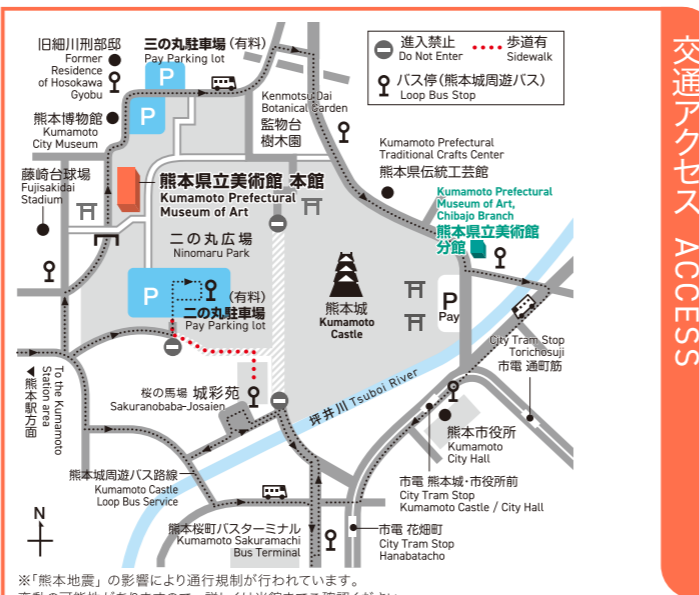 交通アクセス ACCESS
進入禁止
Do Not Enter
歩道有
Sidewalk
バス停(熊本城周遊バス)
Loop Bus Stop
旧細川刑部邸
Former
Residence
of Hosokawa
Gyobu
三の丸駐車場(有料)
Pay Parking lot
P
P
熊本博物館
Kumamoto
City Museum
Kenmotsu Dai
Botanical Garden
監物台
樹木園
Kumamoto Prefectural
Traditional Crafts Center
熊本県伝統工芸館
藤崎台球場
Fujisakidai
Stadium
熊本県立美術館 本館
Kumamoto Prefectural
Museum of Art
Kumamoto Prefectural
Museum of Art,
Chibajo Branch
熊本県立美術館
分館
二の丸広場
Ninomaru Park
P
(有料)
二の丸駐車場
Pay Parking lot
熊本城
Kumamoto
Castle
P
Pay
City Tram Stop
Torichosuji
市電 通町筋
To the Kumamoto
Station area
◀熊本駅方面
桜の馬場 城彩苑
Sakuranobaba-Josaien
坪井川 Tsuboi River
熊本市役所
Kumamoto
City Hall
熊本城周遊バス路線
Kumamoto Castle
Loop Bus Service
市電 熊本城・市役所前
City Tram Stop
Kumamoto Castle / City Hall
N
熊本桜町バスターミナル
Kumamoto Sakuramachi
Bus Terminal
市電 花畑町
City Tram Stop
Hanabatacho
※「熊本地震」の影響により通行規制が行われています。